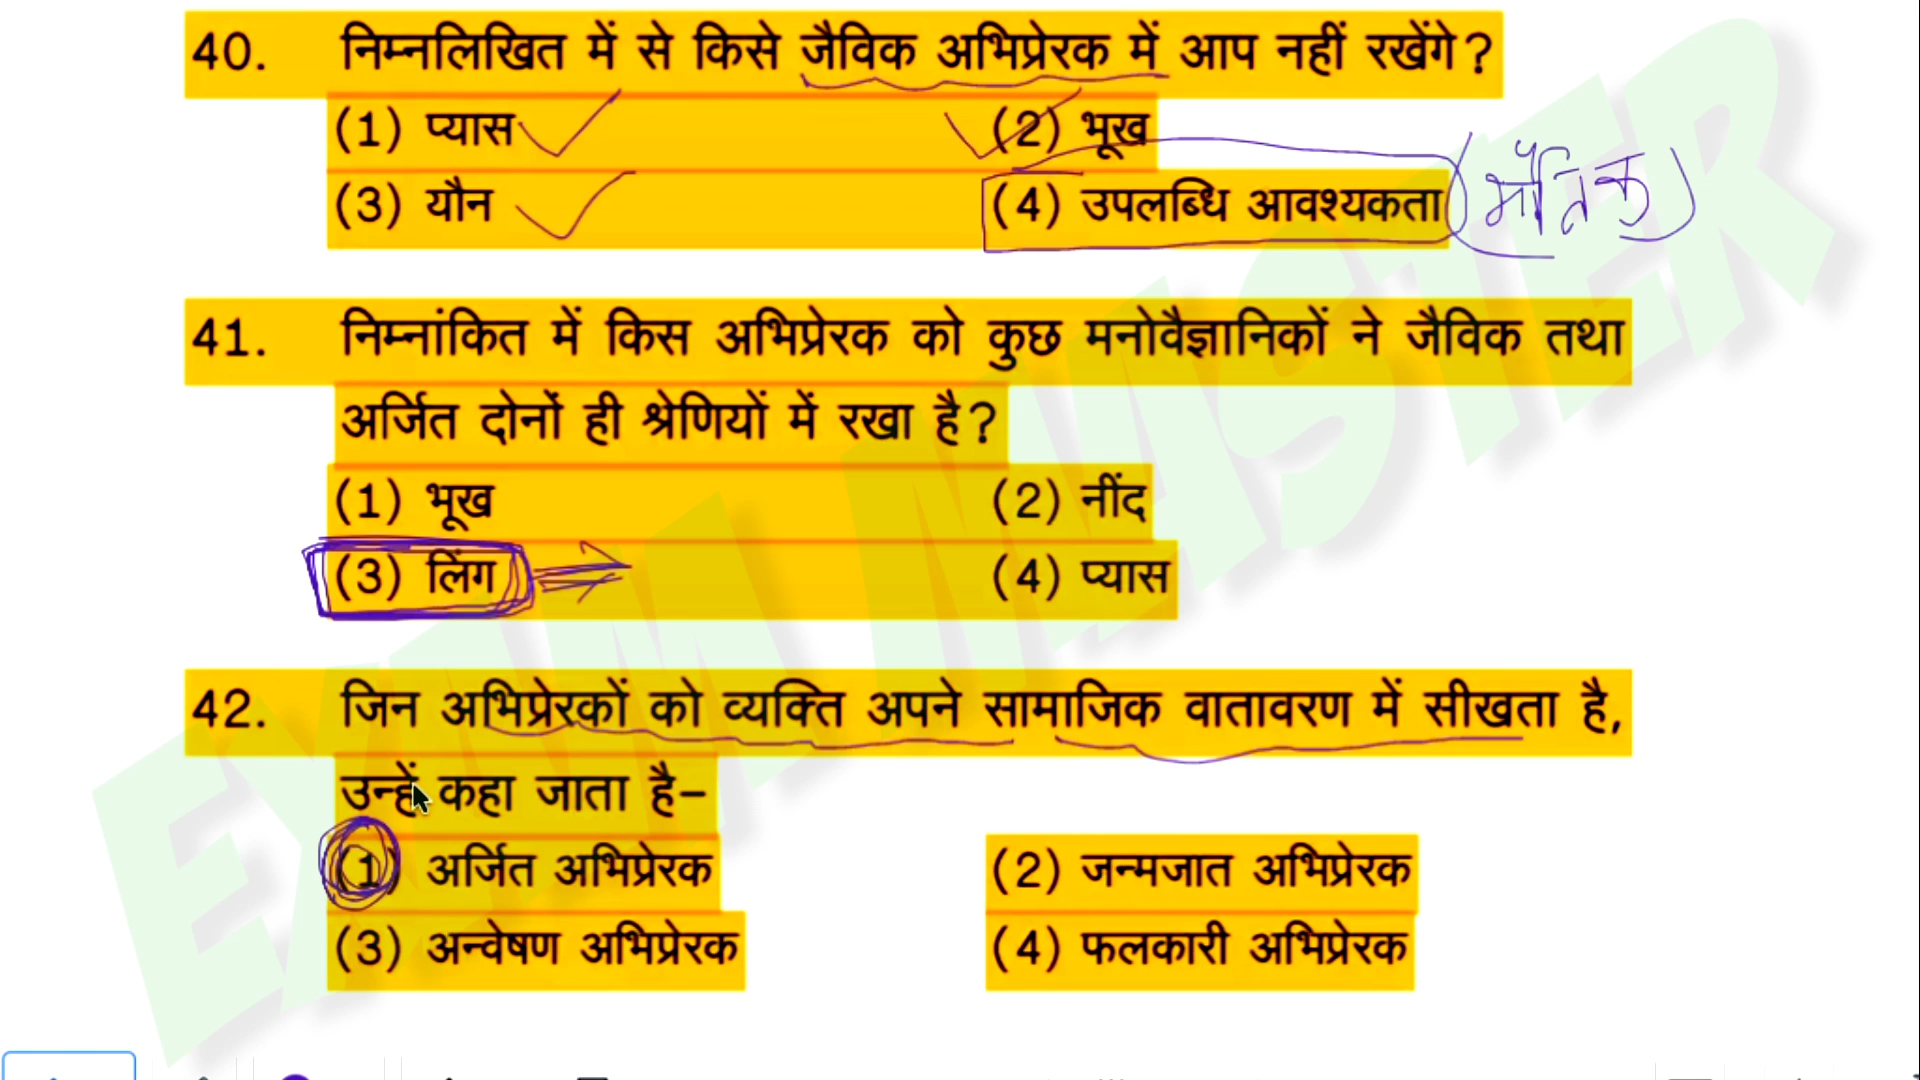 40. निम्नलिखित में से किसे जैविक अभिप्रेरक में आप नहीं रखेंगे?
(1) प्यास (2) भूख
(3) यौन (4) उपलब्धि आवश्यकता
41. निम्नांकित में किस अभिप्रेरक को कुछ मनोवैज्ञानिकों ने जैविक तथा
अर्जित दोनों ही श्रेणियों में रखा है?
(1) भूख (2) नींद
(3) लिंग (4) प्यास
42. जिन अभिप्रेरकों को व्यक्ति अपने सामाजिक वातावरण में सीखता है,
उन्हें कहा जाता है–
(1) अर्जित अभिप्रेरक (2) जन्मजात अभिप्रेरक
(3) अन्वेषण अभिप्रेरक (4) फलकारी अभिप्रेरक
EXAM MASTER